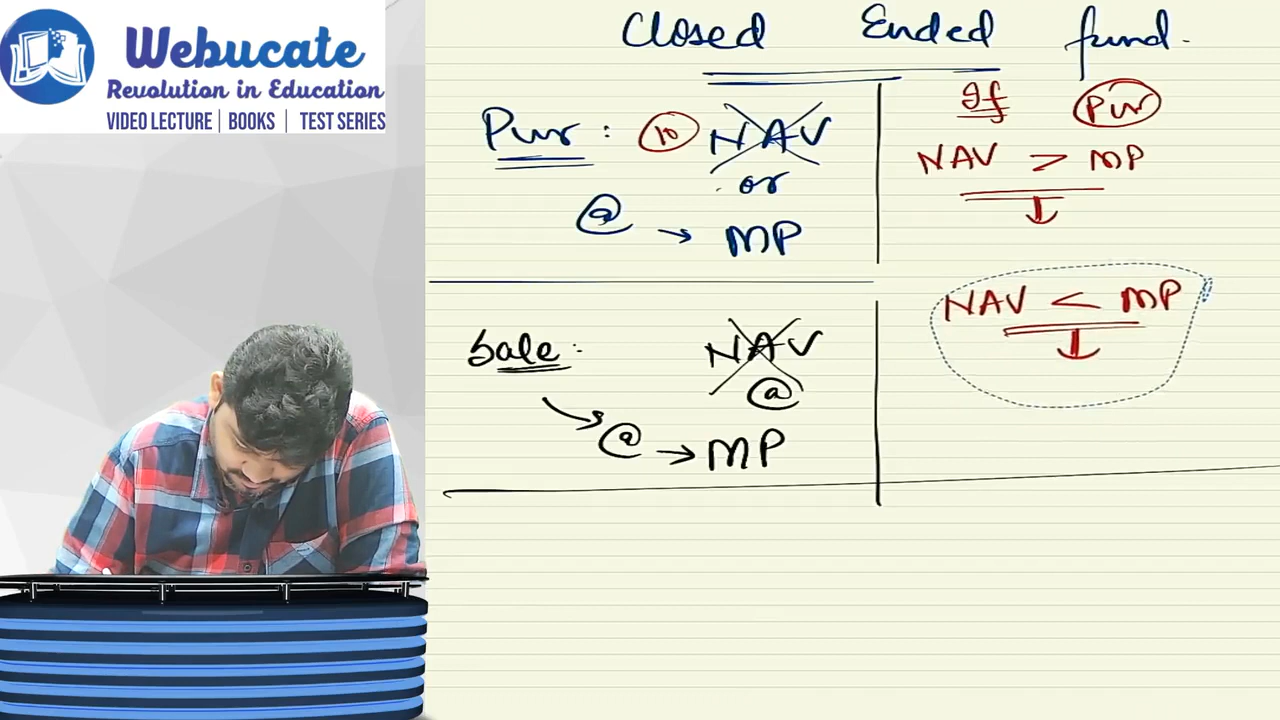 Webucate
Revolution in Education
VIDEO LECTURE | BOOKS | TEST SERIES
Closed Ended fund.
Pur : 10 NAV
or
@ → MP
If Pur
NAV > MP
NAV < MP
Sale :
NAV
@
@ → MP